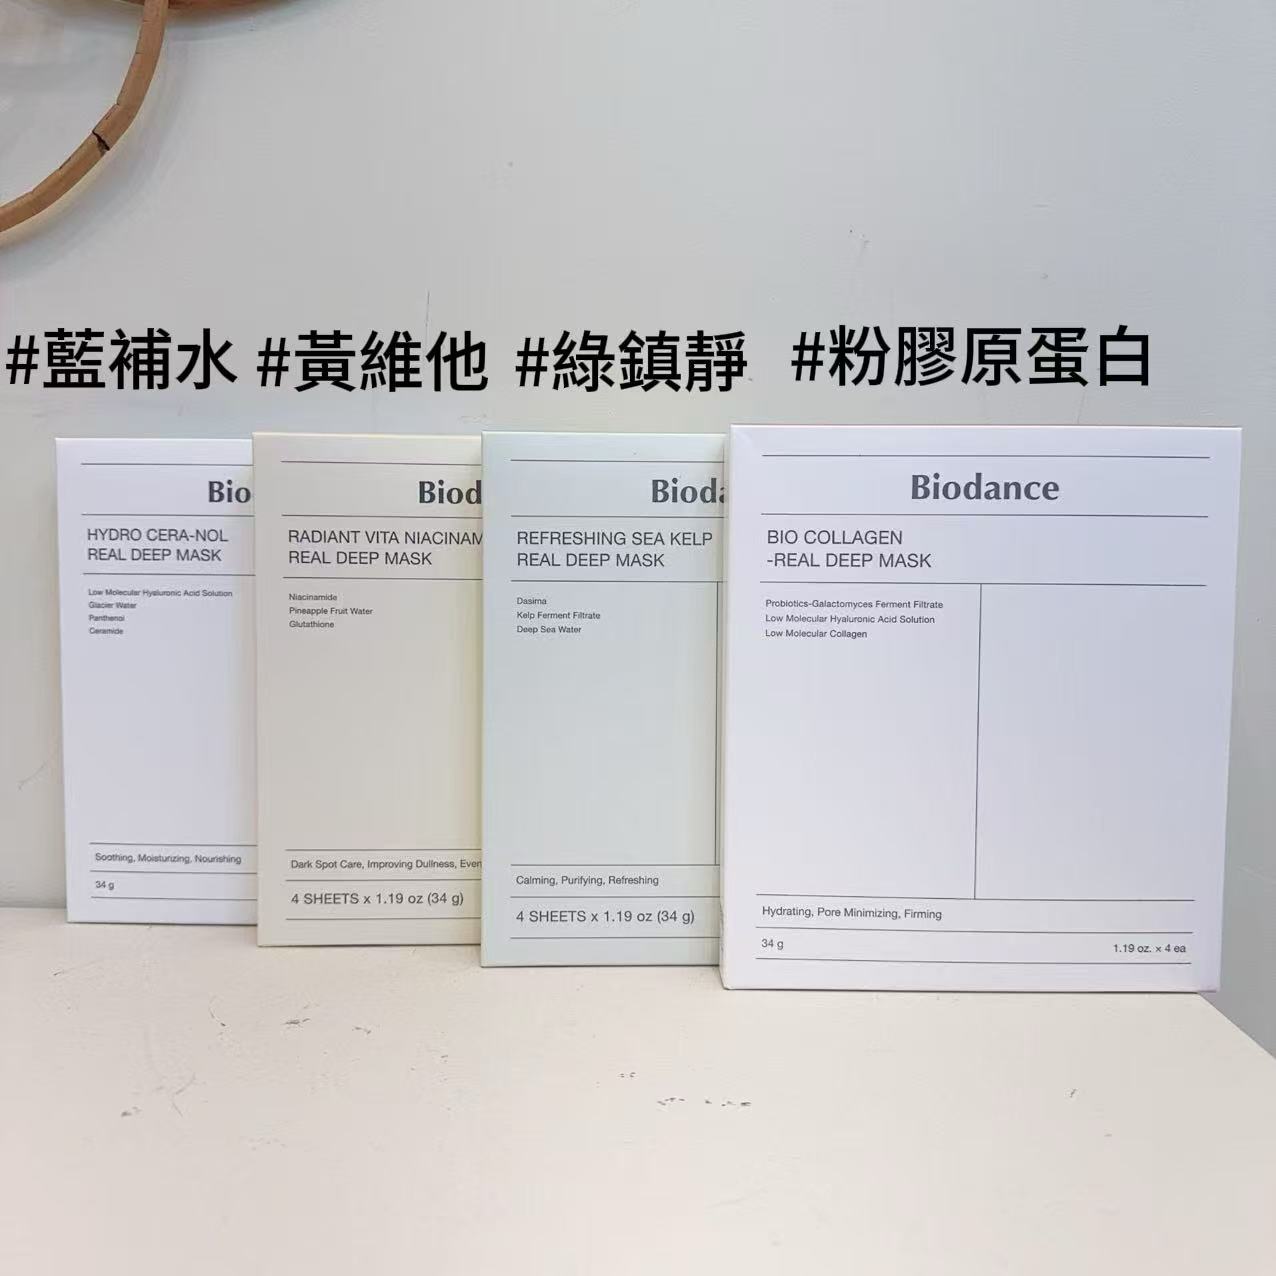 #藍補水 #黃維他 #綠鎮靜 #粉膠原蛋白
Bio
HYDRO CERA-NOL
REAL DEEP MASK
Low Molecular Hyaluronic Acid Solution
Glacier Water
Panthenol
Ceramide
Soothing, Moisturizing, Nourishing
34 g
Biod
RADIANT VITA NIACINAM
REAL DEEP MASK
Niacinamide
Pineapple Fruit Water
Glutathione
Dark Spot Care, Improving Dullness, Even
4 SHEETS x 1.19 oz (34 g)
Bioda
REFRESHING SEA KELP
REAL DEEP MASK
Dasima
Kelp Ferment Filtrate
Deep Sea Water
Calming, Purifying, Refreshing
4 SHEETS x 1.19 oz (34 g)
Biodance
BIO COLLAGEN
-REAL DEEP MASK
Probiotics-Galactomyces Ferment Filtrate
Low Molecular Hyaluronic Acid Solution
Low Molecular Collagen
Hydrating, Pore Minimizing, Firming
34 g 1.19 oz. × 4 ea